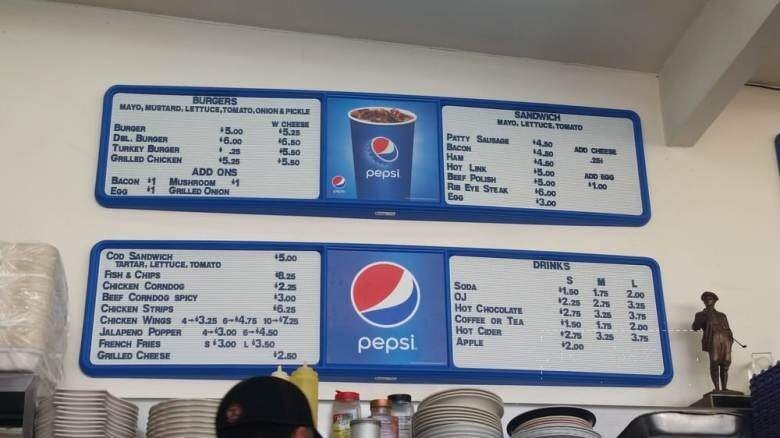 BURGERS
MAYO, MUSTARD, LETTUCE, TOMATO, ONION & PICKLE
W CHEESE
BURGER $5.00 $5.25
DBL. BURGER $6.00 $6.50
TURKEY BURGER $ .25 $5.50
GRILLED CHICKEN $5.25 $5.50
ADD ONS
BACON $1 MUSHROOM $1
EGG $1 GRILLED ONION
pepsi
pepsi
SANDWICH
MAYO, LETTUCE, TOMATO
PATTY SAUSAGE $4.50
BACON $4.50 ADD CHEESE
HAM $4.50 .25¢
HOT LINK $5.00
BEEF POLISH $5.00 ADD EGG
RIB EYE STEAK $6.00 $1.00
EGG $3.00
COD SANDWICH $5.00
TARTAR, LETTUCE, TOMATO
FISH & CHIPS $8.25
CHICKEN CORNDOG $2.25
BEEF CORNDOG SPICY $3.00
CHICKEN STRIPS $6.25
CHICKEN WINGS 4→$3.25 6→$4.75 10→$7.25
JALAPENO POPPER 4→$3.00 6→$4.50
FRENCH FRIES S $3.00 L $3.50
GRILLED CHEESE $2.50
pepsi
DRINKS
S M L
SODA $1.50 1.75 2.00
OJ $2.25 2.75 3.25
HOT CHOCOLATE $2.75 3.25 3.75
COFFEE OR TEA $1.50 1.75 2.00
HOT CIDER $2.75 3.25 3.75
APPLE $2.00